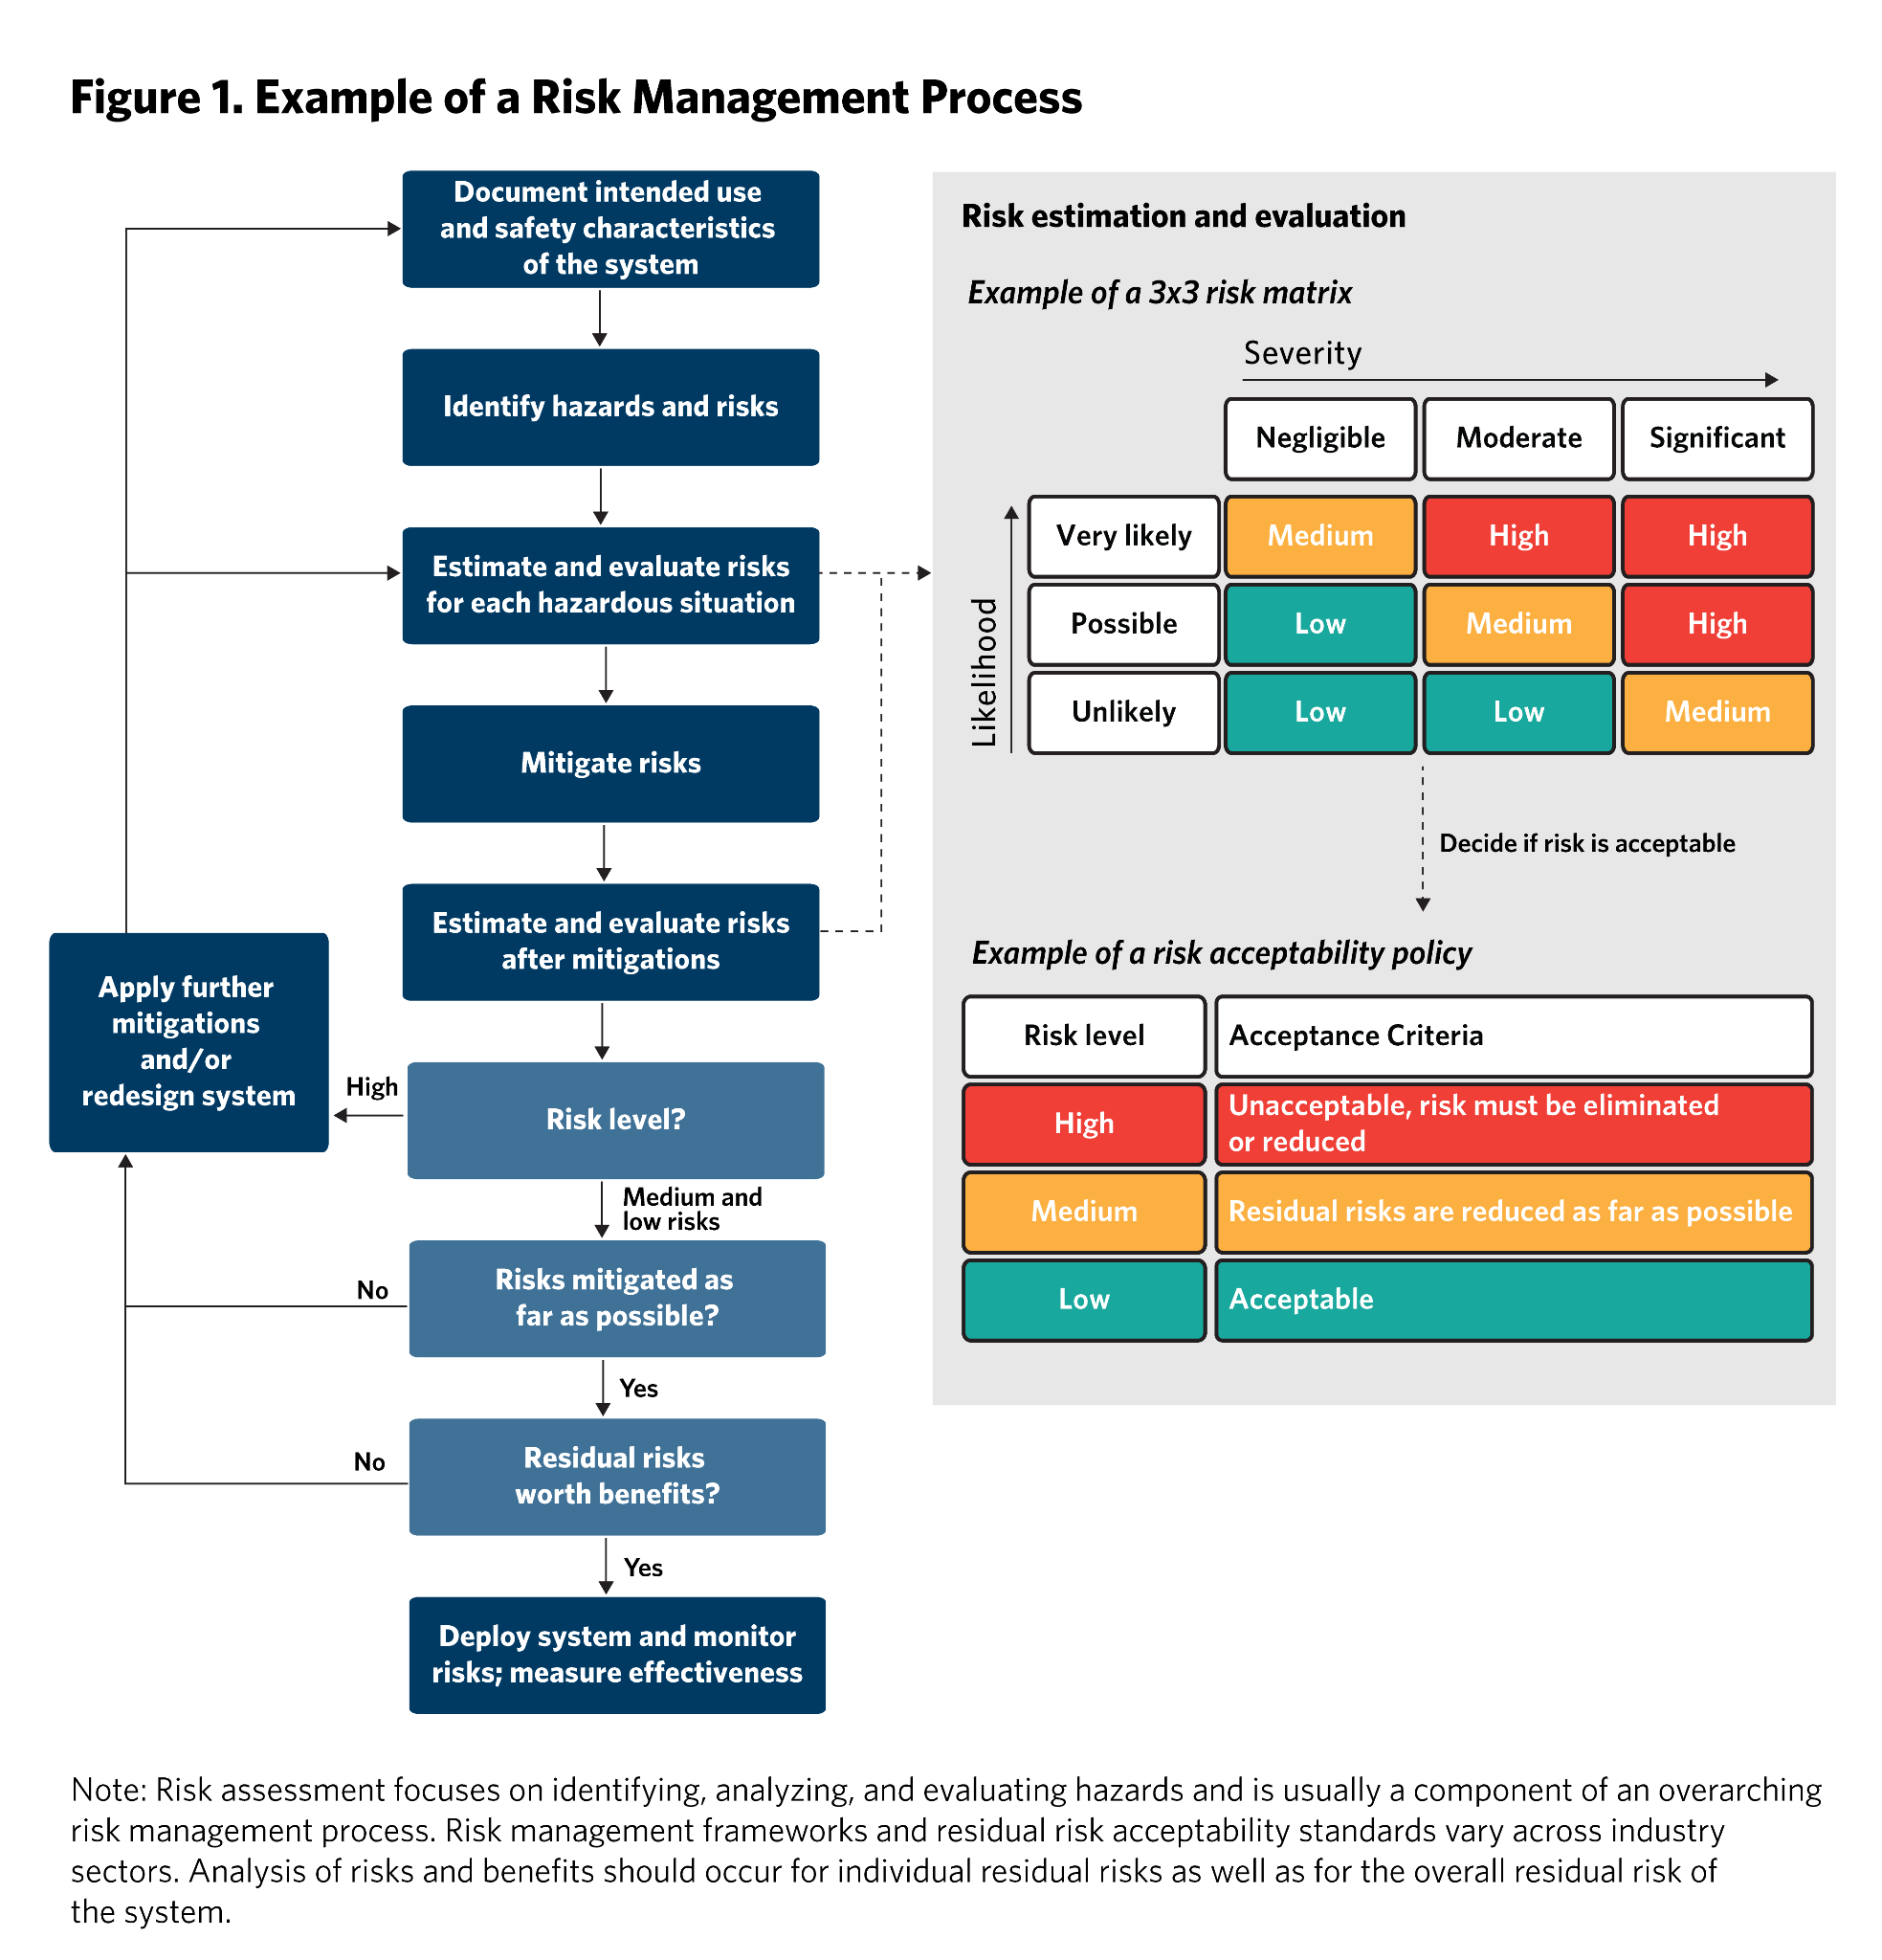 Figure 1. Example of a Risk Management Process
Document intended use
and safety characteristics
of the system
Identify hazards and risks
Estimate and evaluate risks
for each hazardous situation
Mitigate risks
Estimate and evaluate risks
after mitigations
Apply further
mitigations
and/or
redesign system
High
Risk level?
Medium and
low risks
No
Risks mitigated as
far as possible?
Yes
No
Residual risks
worth benefits?
Yes
Deploy system and monitor
risks; measure effectiveness
Risk estimation and evaluation
Example of a 3x3 risk matrix
Severity
Negligible Moderate Significant
Likelihood
Very likely Medium High High
Possible Low Medium High
Unlikely Low Low Medium
Decide if risk is acceptable
Example of a risk acceptability policy
Risk level Acceptance Criteria
High Unacceptable, risk must be eliminated
or reduced
Medium Residual risks are reduced as far as possible
Low Acceptable
Note: Risk assessment focuses on identifying, analyzing, and evaluating hazards and is usually a component of an overarching
risk management process. Risk management frameworks and residual risk acceptability standards vary across industry
sectors. Analysis of risks and benefits should occur for individual residual risks as well as for the overall residual risk of
the system.